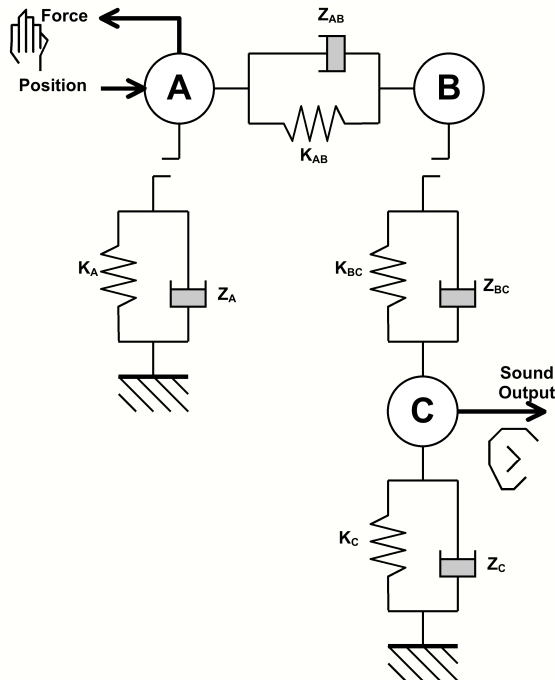 Force
Z_AB
Position
A
B
K_AB
K_A
Z_A
K_BC
Z_BC
Sound
Output
C
K_C
Z_C